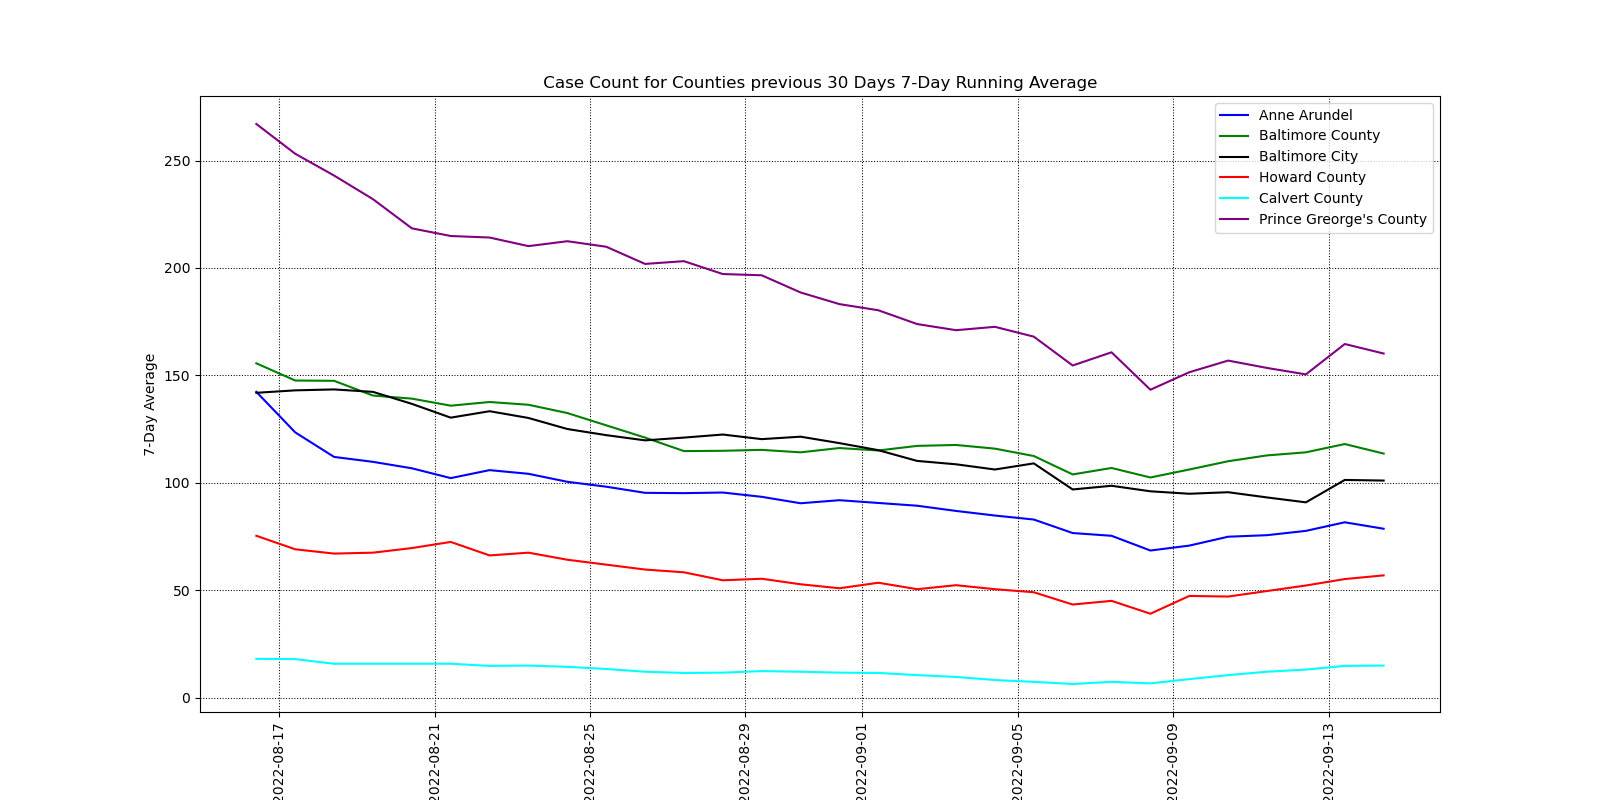 Case Count for Counties previous 30 Days 7-Day Running Average
Anne Arundel
Baltimore County
Baltimore City
Howard County
Calvert County
Prince Greorge's County
7-Day Average
250
200
150
100
50
0
2022-08-17
2022-08-21
2022-08-25
2022-08-29
2022-09-01
2022-09-05
2022-09-09
2022-09-13